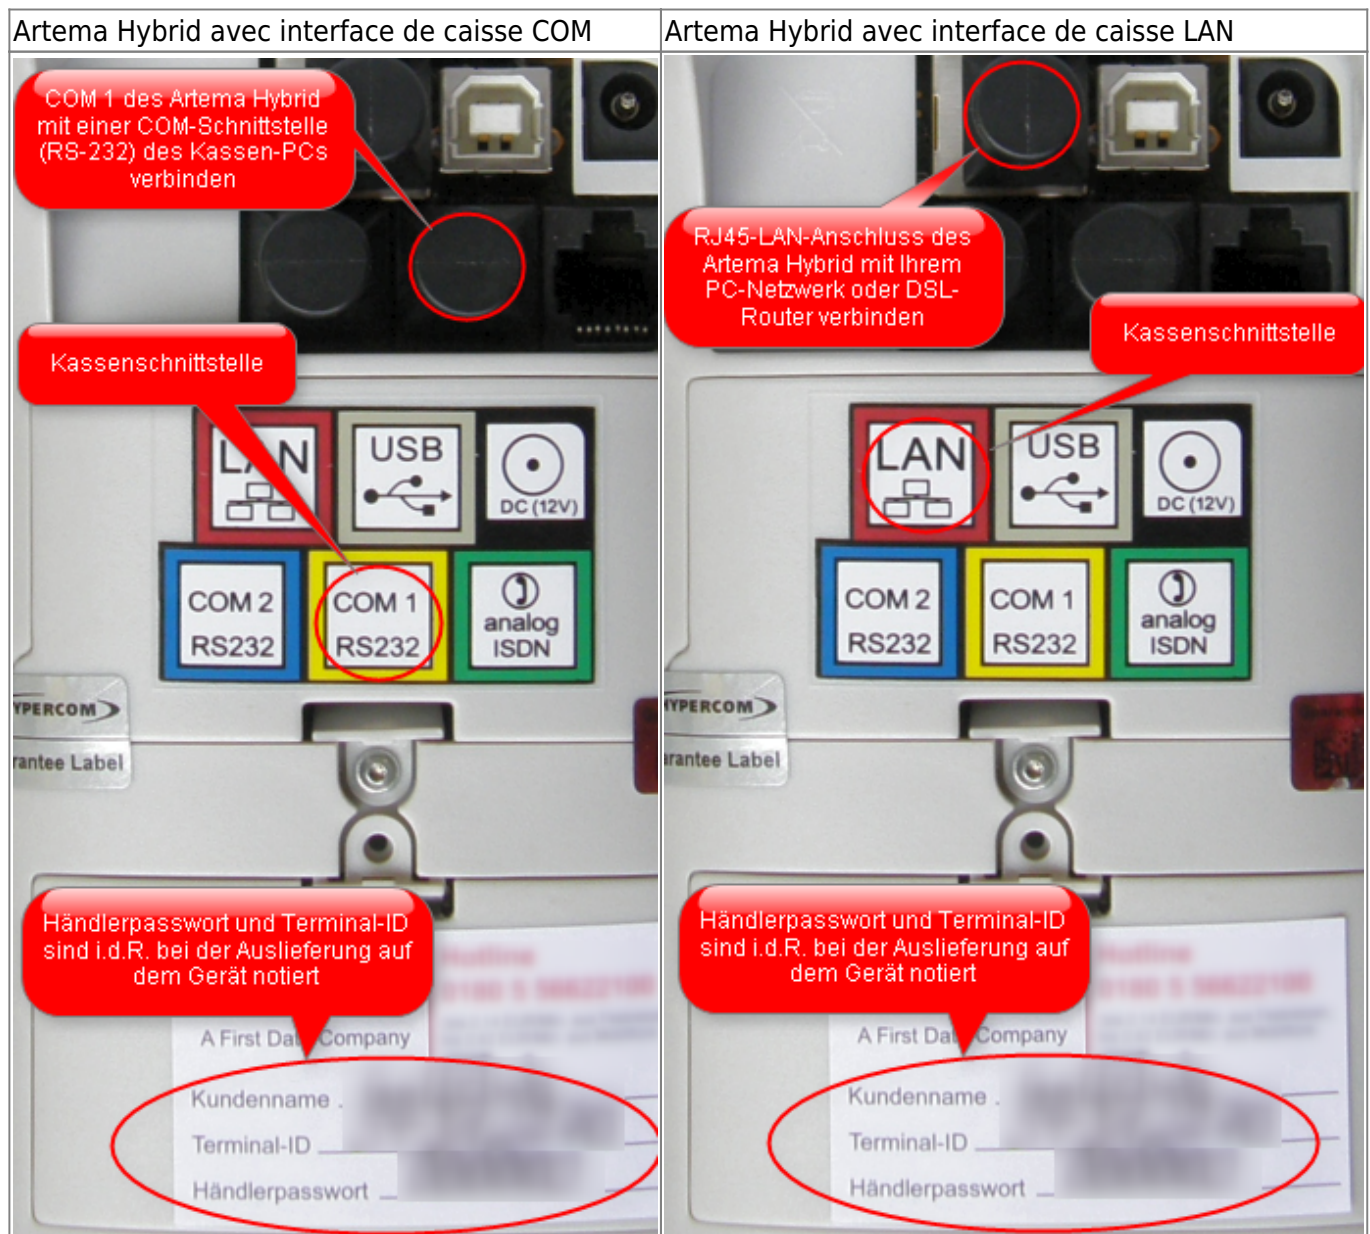 Artema Hybrid avec interface de caisse COM
COM 1 des Artema Hybrid
mit einer COM-Schnittstelle
(RS-232) des Kassen-PCs
verbinden
Kassenschnittstelle
LAN
USB
DC (12V)
COM 2
RS232
COM 1
RS232
analog
ISDN
YPERCOM
rantee Label
Händlerpasswort und Terminal-ID
sind i.d.R. bei der Auslieferung auf
dem Gerät notiert
A First Data Company
Kundenname
Terminal-ID
Händlerpasswort
Artema Hybrid avec interface de caisse LAN
RJ45-LAN-Anschluss des
Artema Hybrid mit Ihrem
PC-Netzwerk oder DSL-
Router verbinden
Kassenschnittstelle
LAN
USB
DC (12V)
COM 2
RS232
COM 1
RS232
analog
ISDN
YPERCOM
arantee Label
Händlerpasswort und Terminal-ID
sind i.d.R. bei der Auslieferung auf
dem Gerät notiert
Hotline
A First Data Company
Kundenname
Terminal-ID
Händlerpasswort